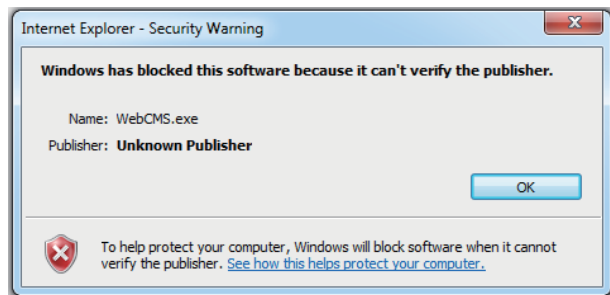 Internet Explorer - Security Warning
Windows has blocked this software because it can't verify the publisher.
Name: WebCMS.exe
Publisher: Unknown Publisher
OK
To help protect your computer, Windows will block software when it cannot
verify the publisher. See how this helps protect your computer.